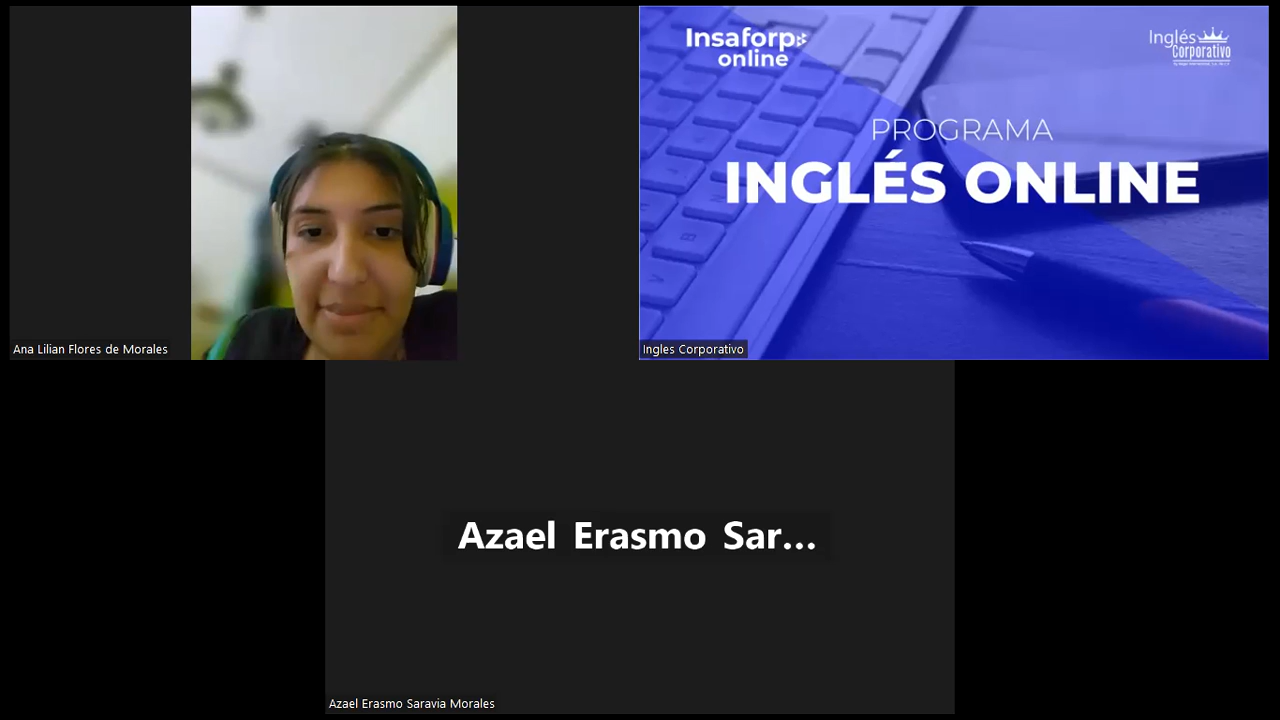 Insaforp
online
Inglés
Corporativo
PROGRAMA
INGLÉS ONLINE
Ana Lilian Flores de Morales
Ingles Corporativo
Azael Erasmo Sar...
Azael Erasmo Saravia Morales